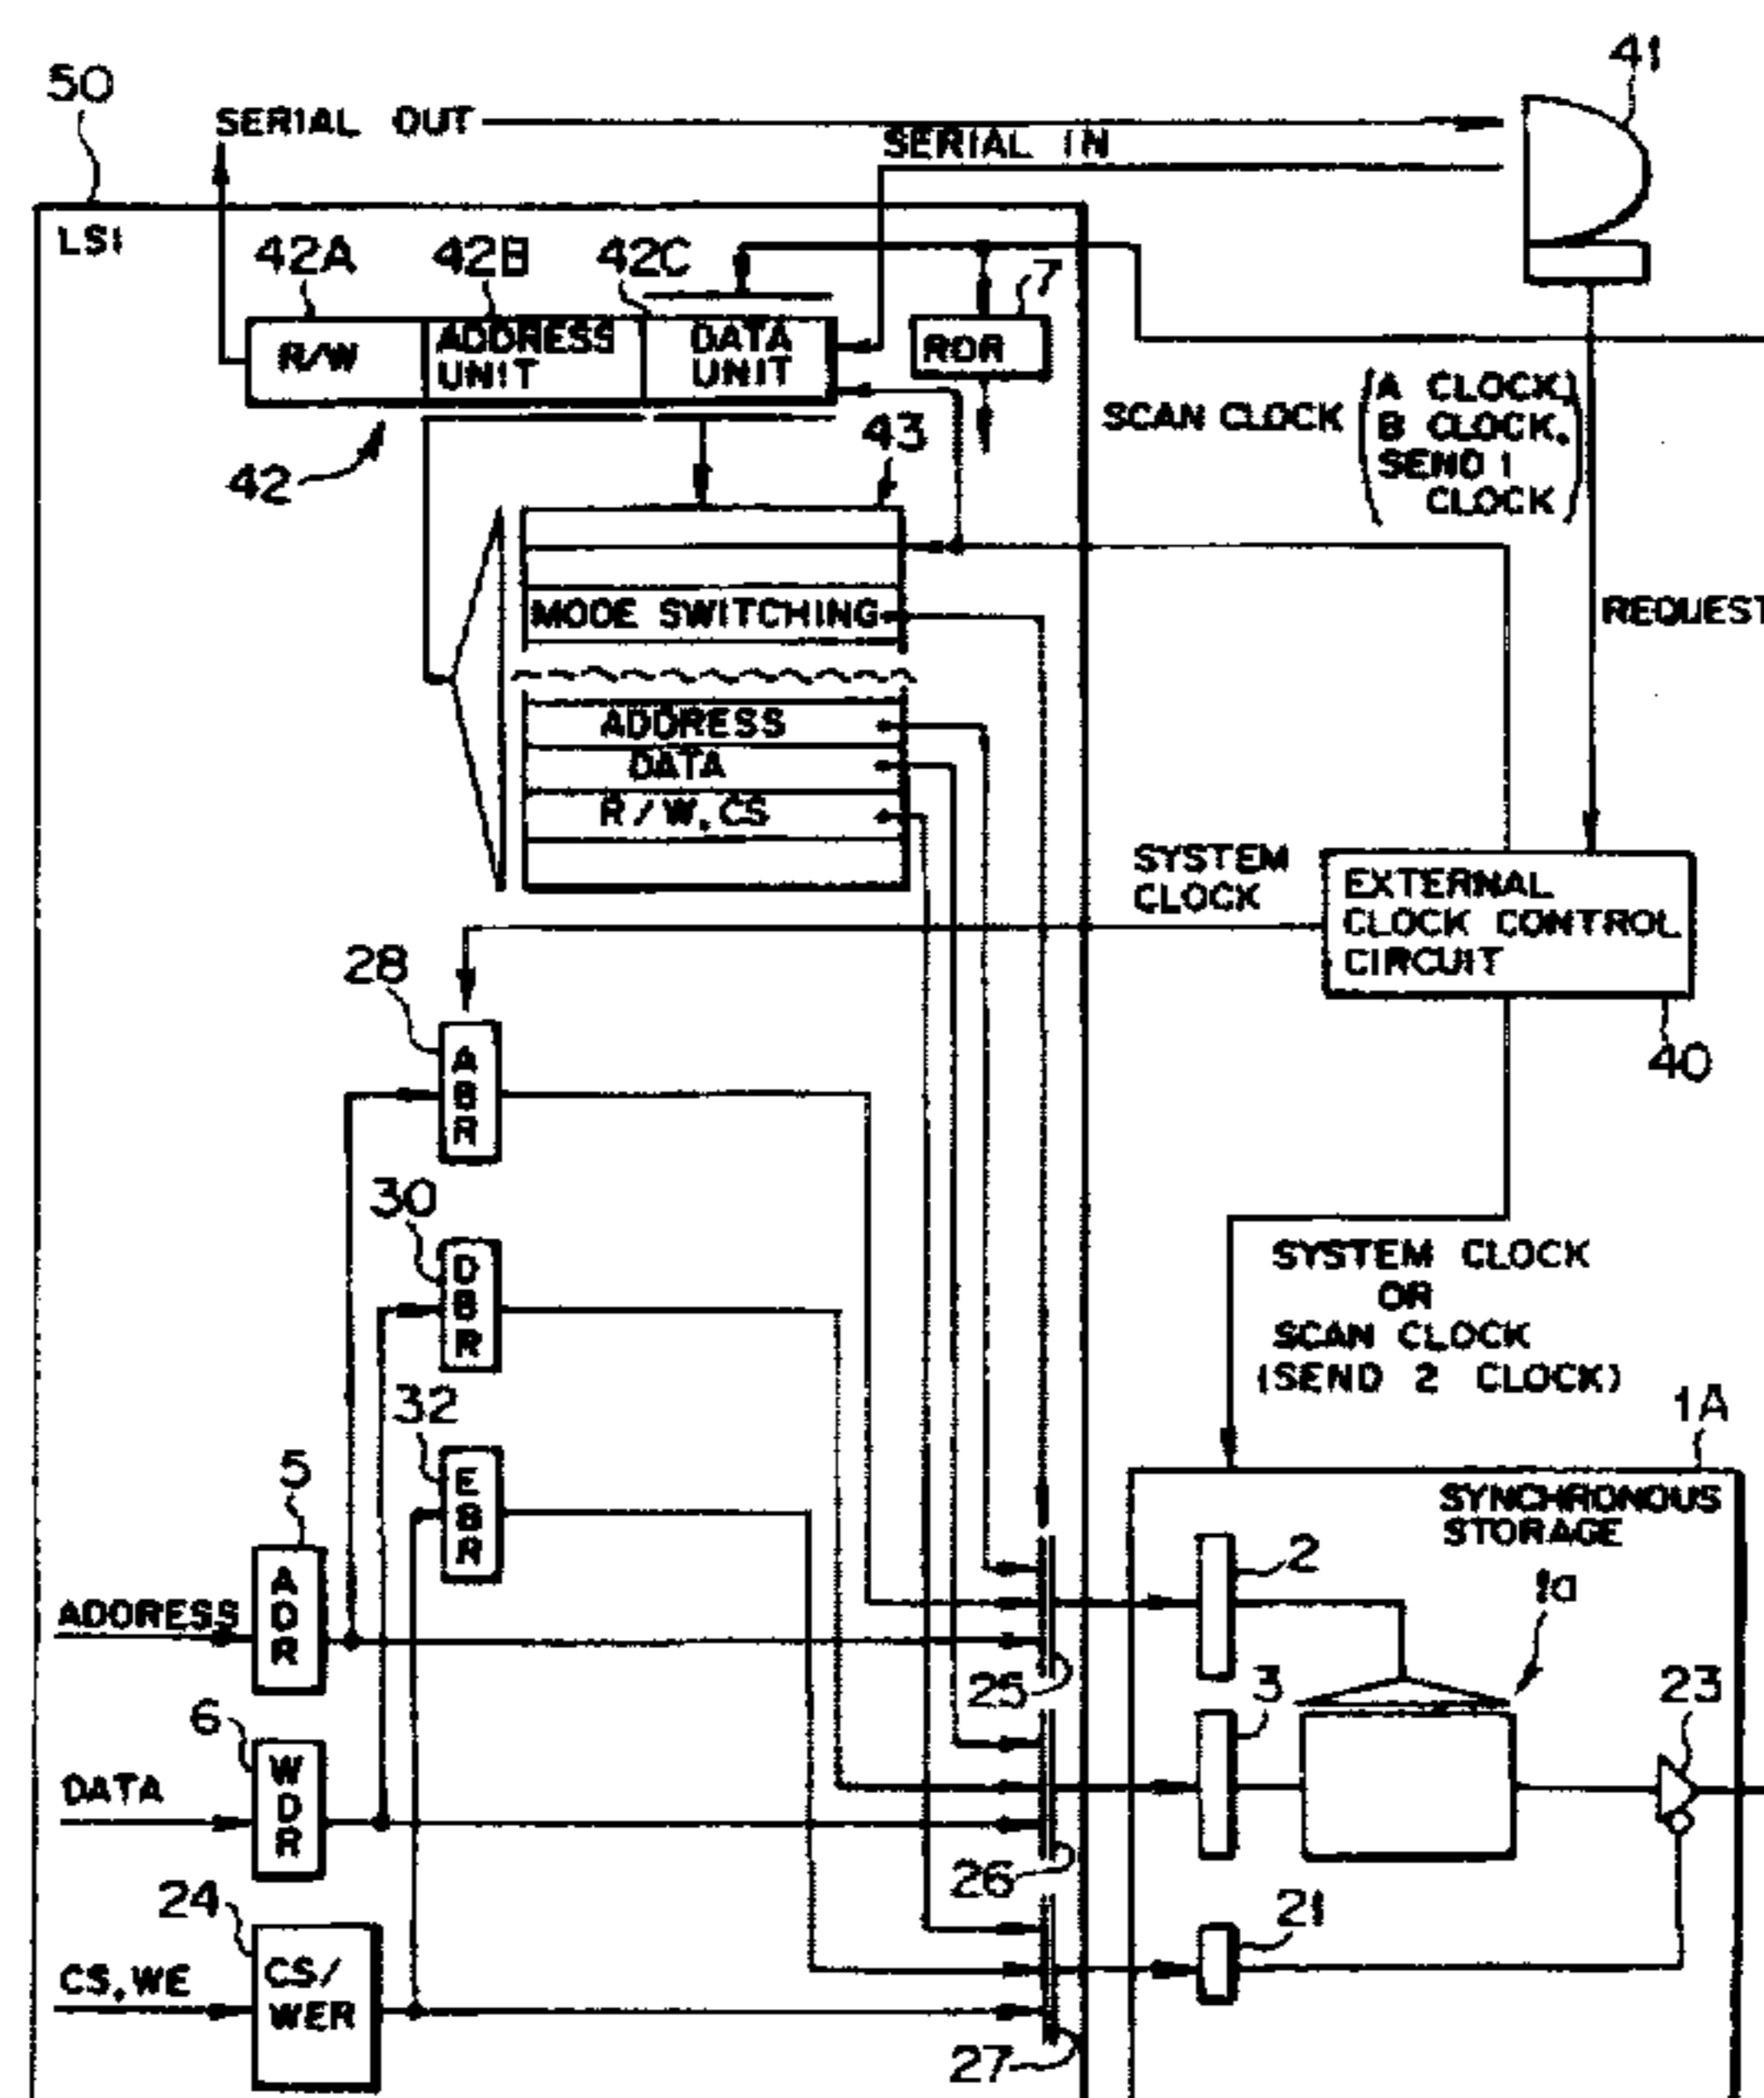 50
41
SERIAL OUT
SERIAL IN
LSI
42A
42B
42C
7
R/W
ADDRESS
UNIT
DATA
UNIT
RDR
SCAN CLOCK
(A CLOCK,
B CLOCK,
SEND 1
CLOCK)
42
43
MODE SWITCHING
REQUEST
ADDRESS
DATA
R/W, CS
SYSTEM
CLOCK
EXTERNAL
CLOCK CONTROL
CIRCUIT
40
28
ABR
30
DBR
SYSTEM CLOCK
OR
SCAN CLOCK
(SEND 2 CLOCK)
32
EBR
1A
SYNCHRONOUS
STORAGE
5
ADR
ADDRESS
2
1a
25
3
23
6
WDR
DATA
26
24
CS/
WER
CS, WE
21
27